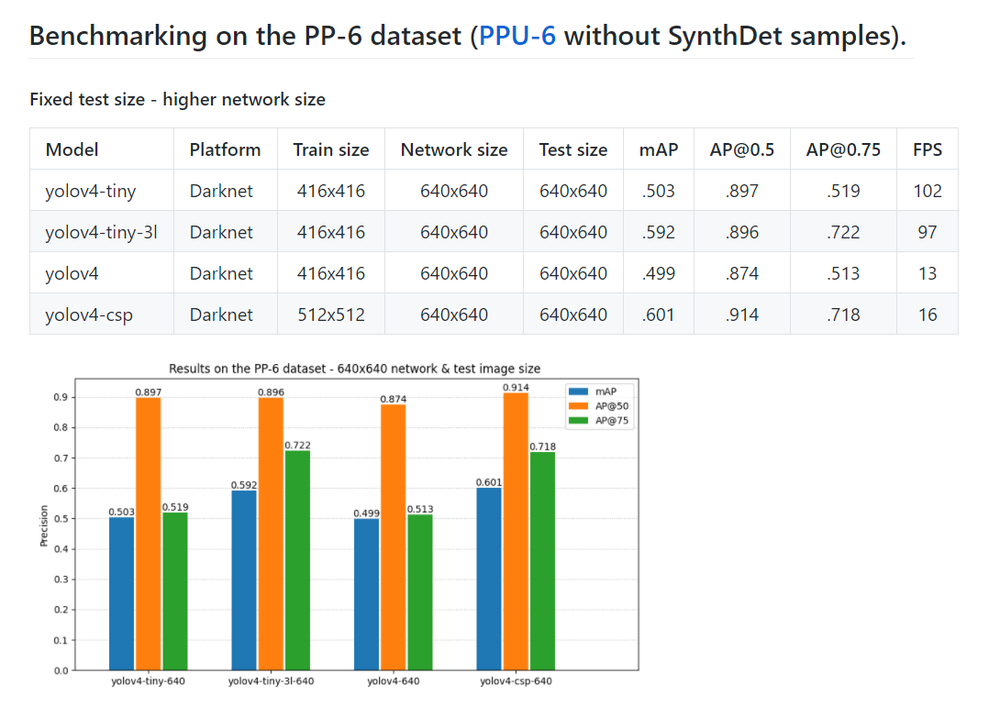 Benchmarking on the PP-6 dataset (PPU-6 without SynthDet samples).
Fixed test size - higher network size
Model Platform Train size Network size Test size mAP AP@0.5 AP@0.75 FPS
yolov4-tiny Darknet 416x416 640x640 640x640 .503 .897 .519 102
yolov4-tiny-3l Darknet 416x416 640x640 640x640 .592 .896 .722 97
yolov4 Darknet 416x416 640x640 640x640 .499 .874 .513 13
yolov4-csp Darknet 512x512 640x640 640x640 .601 .914 .718 16
Results on the PP-6 dataset - 640x640 network & test image size
mAP
AP@50
AP@75
Precision
0.9
0.8
0.7
0.6
0.5
0.4
0.3
0.2
0.1
0.0
0.503 0.897 0.519
0.592 0.896 0.722
0.499 0.874 0.513
0.601 0.914 0.718
yolov4-tiny-640 yolov4-tiny-3l-640 yolov4-640 yolov4-csp-640